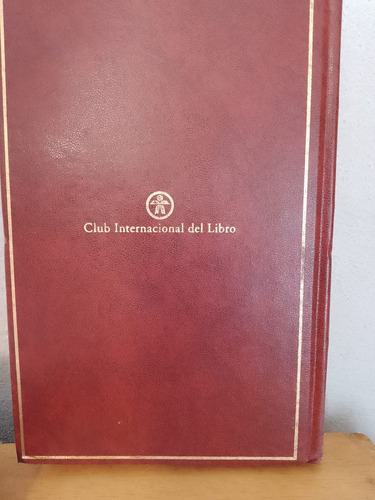 Club Internacional del Libro